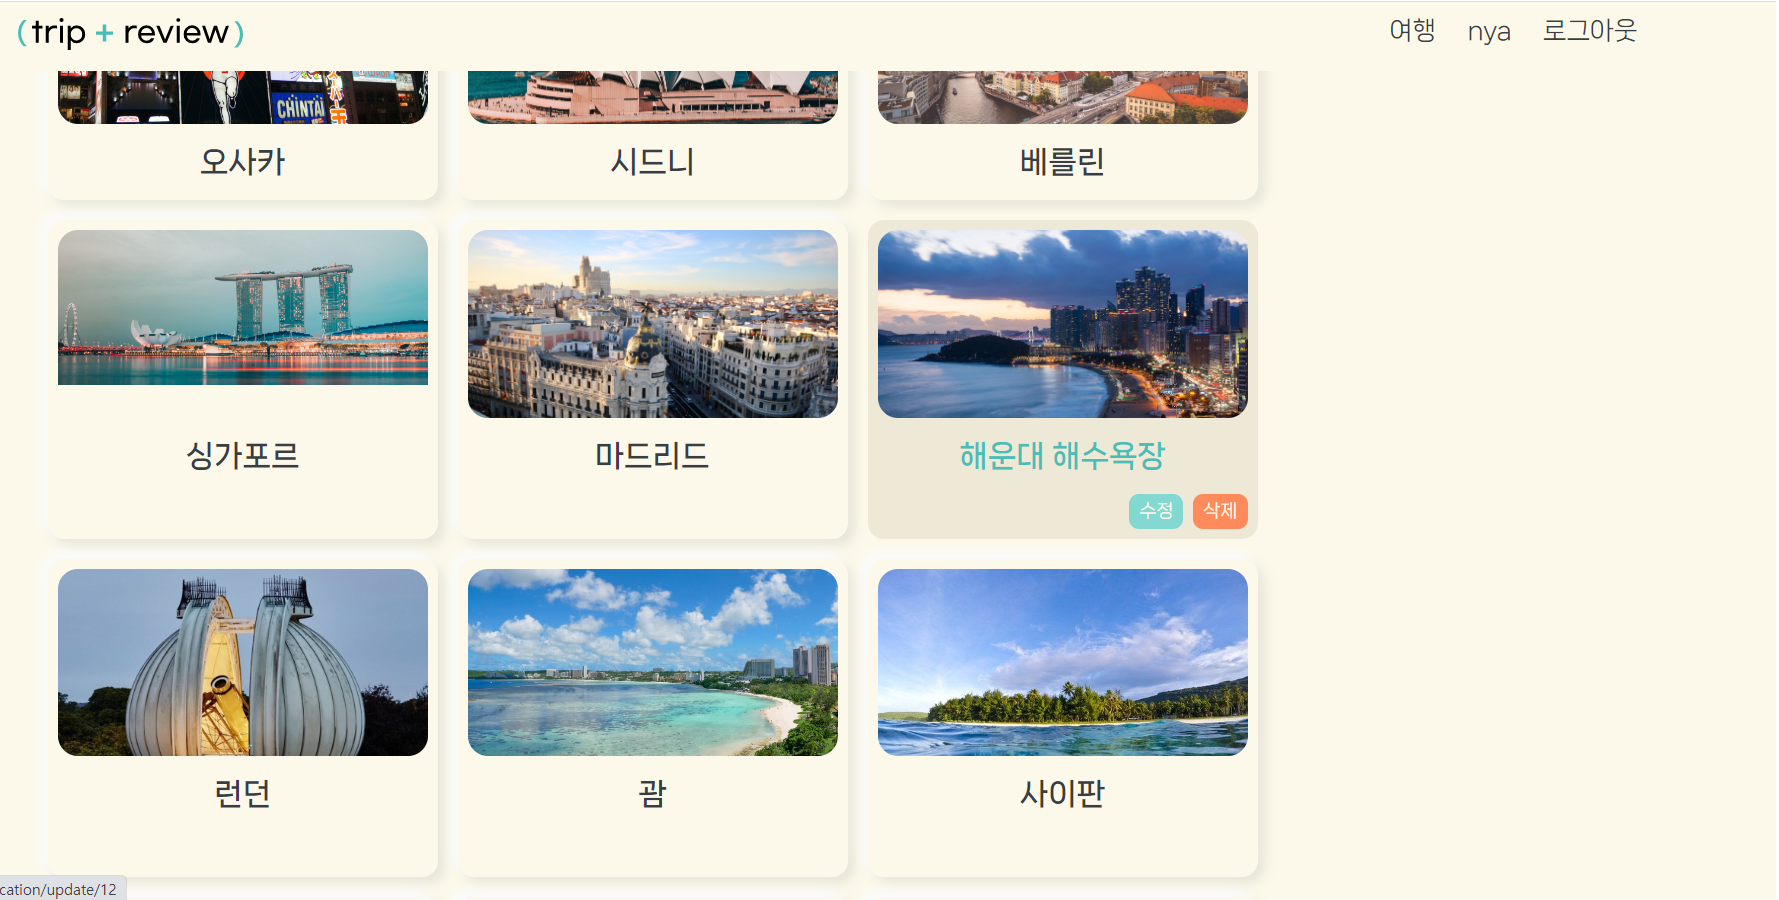 (trip + review)
여행 nya 로그아웃
CHINTAI
오사카 시드니 베를린
싱가포르 마드리드 해운대 해수욕장
수정 삭제
런던 괌 사이판
cation/update/12